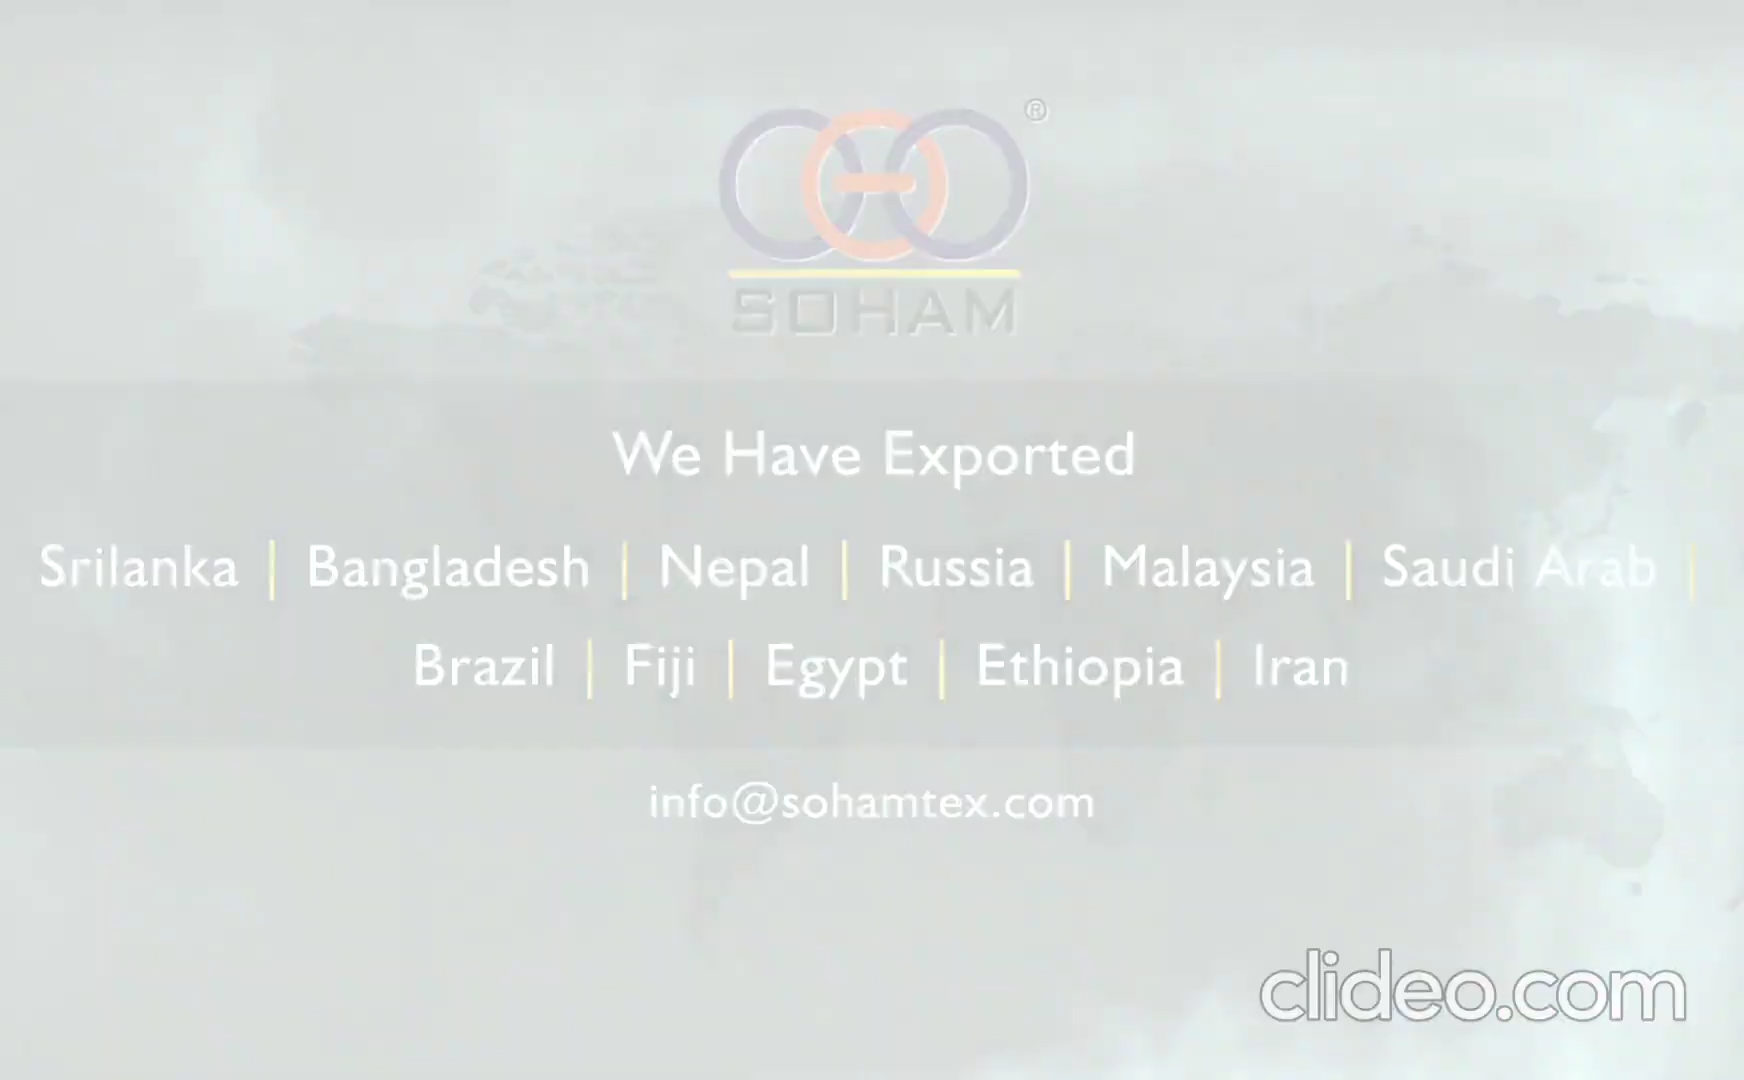 ®
SOHAM
We Have Exported
Srilanka | Bangladesh | Nepal | Russia | Malaysia | Saudi Arab |
Brazil | Fiji | Egypt | Ethiopia | Iran
info@sohamtex.com
clideo.com